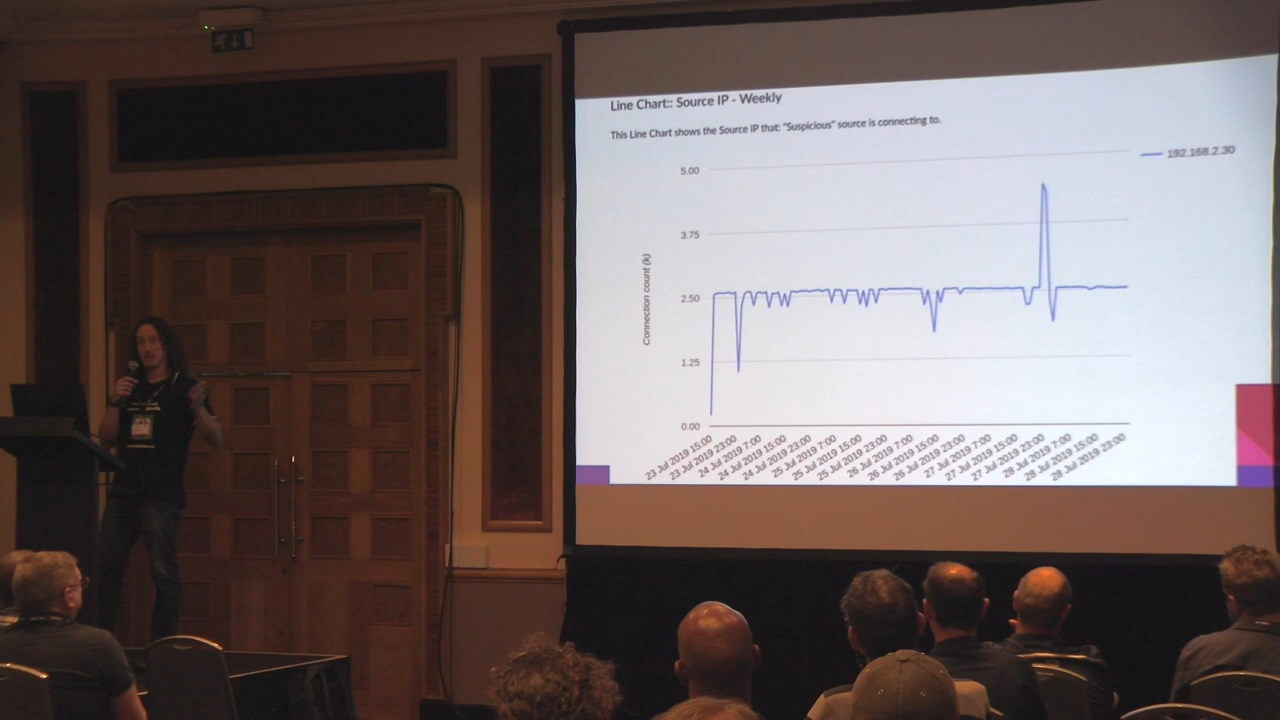 Line Chart:: Source IP - Weekly
This Line Chart shows the Source IP that: "Suspicious" source is connecting to.
192.168.2.30
Connection count (k)
5.00
3.75
2.50
1.25
0.00
23 Jul 2019 15:00
23 Jul 2019 23:00
24 Jul 2019 7:00
24 Jul 2019 15:00
24 Jul 2019 23:00
25 Jul 2019 7:00
25 Jul 2019 15:00
25 Jul 2019 23:00
26 Jul 2019 7:00
26 Jul 2019 15:00
26 Jul 2019 23:00
27 Jul 2019 7:00
27 Jul 2019 15:00
27 Jul 2019 23:00
28 Jul 2019 7:00
28 Jul 2019 15:00
28 Jul 2019 23:00